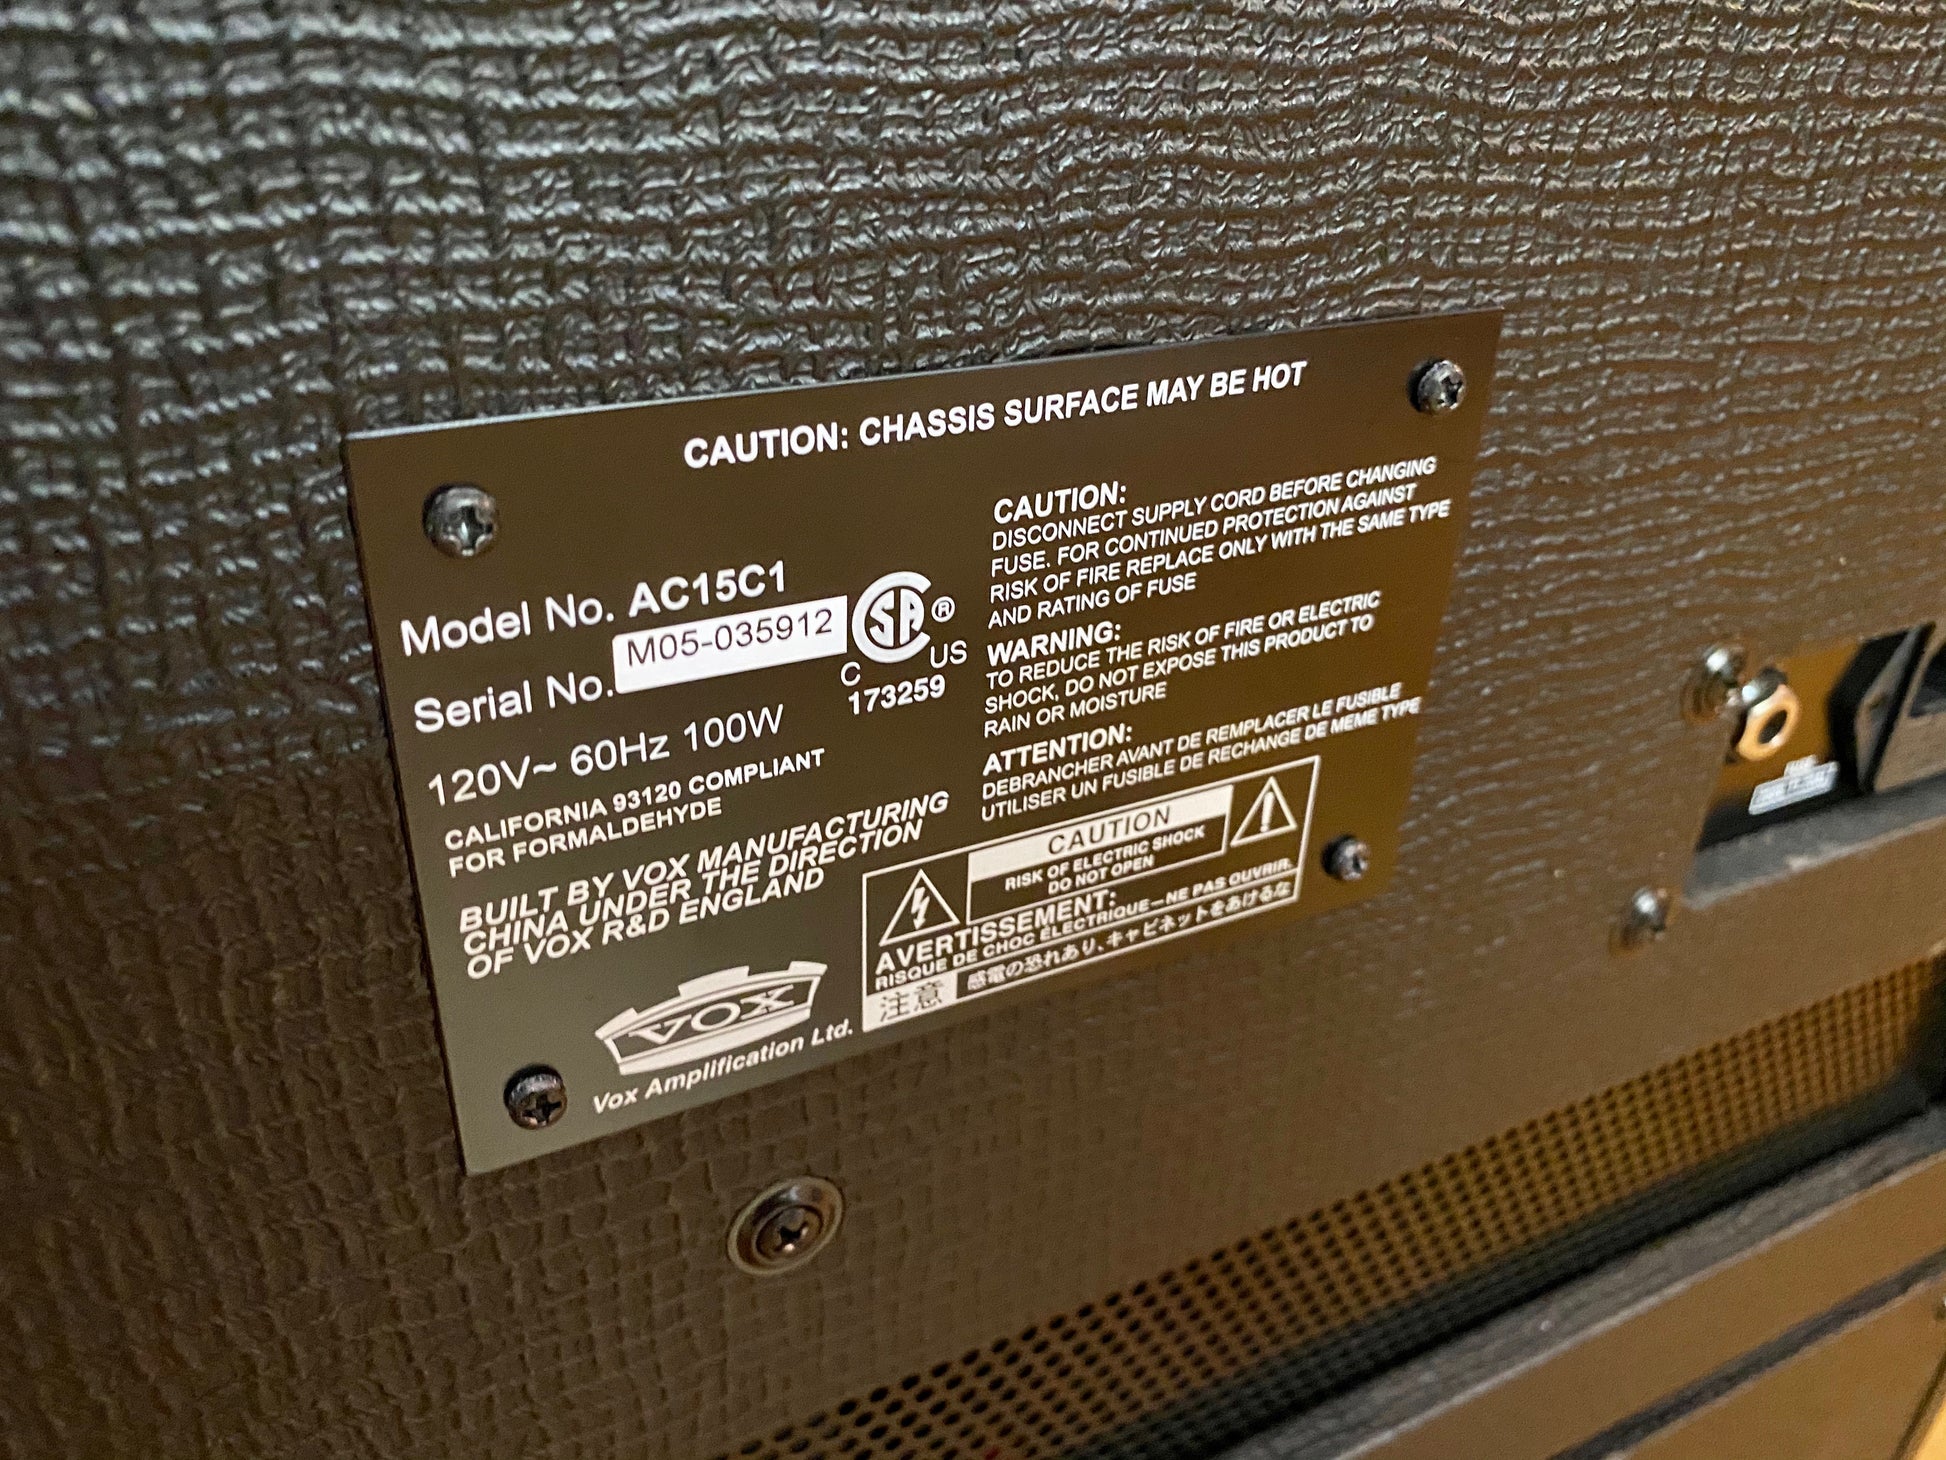 CAUTION: CHASSIS SURFACE MAY BE HOT
Model No. AC15C1
Serial No. M05-035912
120V~ 60Hz 100W
CALIFORNIA 93120 COMPLIANT
FOR FORMALDEHYDE
BUILT BY VOX MANUFACTURING
CHINA UNDER THE DIRECTION
OF VOX R&D ENGLAND
VOX
Vox Amplification Ltd.
SA ®
C US
173259
CAUTION:
DISCONNECT SUPPLY CORD BEFORE CHANGING
FUSE. FOR CONTINUED PROTECTION AGAINST
RISK OF FIRE REPLACE ONLY WITH THE SAME TYPE
AND RATING OF FUSE
WARNING:
TO REDUCE THE RISK OF FIRE OR ELECTRIC
SHOCK, DO NOT EXPOSE THIS PRODUCT TO
RAIN OR MOISTURE
ATTENTION:
DEBRANCHER AVANT DE REMPLACER LE FUSIBLE
UTILISER UN FUSIBLE DE RECHANGE DE MEME TYPE
CAUTION
RISK OF ELECTRIC SHOCK
DO NOT OPEN
AVERTISSEMENT:
RISQUE DE CHOC ÉLECTRIQUE—NE PAS OUVRIR.
注意 感電の恐れあり、キャビネットをあけるな